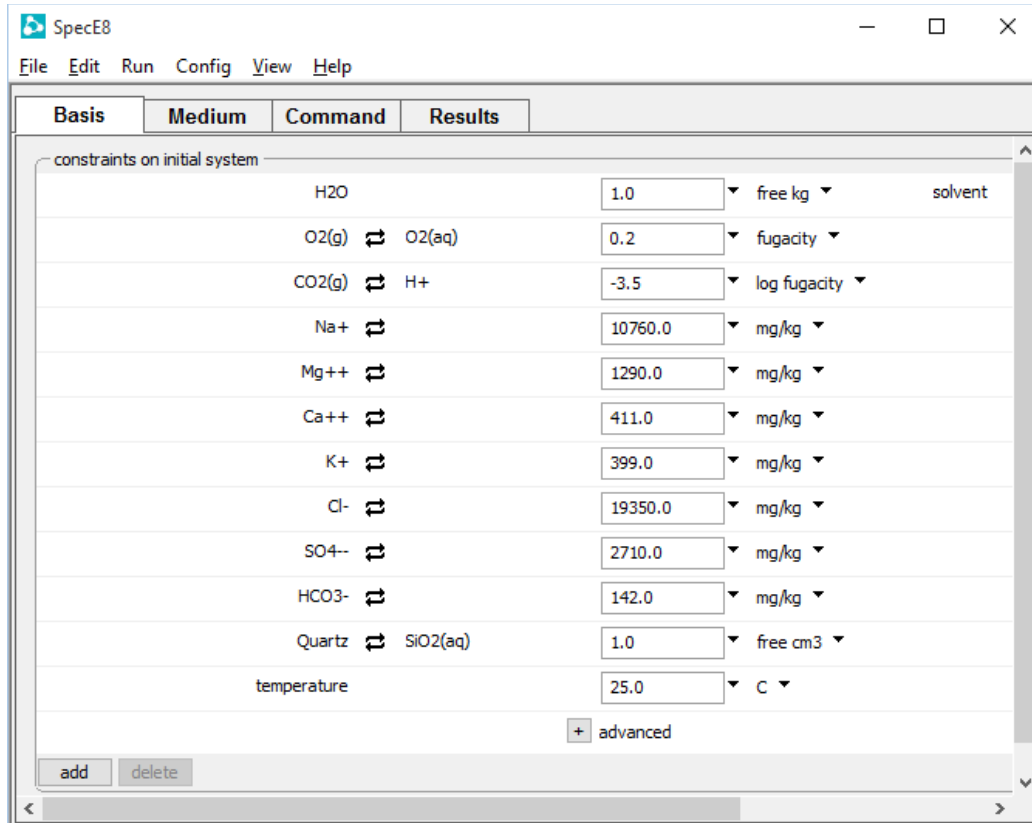 SpecE8
File Edit Run Config View Help
Basis Medium Command Results
constraints on initial system
H2O 1.0 free kg solvent
O2(g) O2(aq) 0.2 fugacity
CO2(g) H+ -3.5 log fugacity
Na+ 10760.0 mg/kg
Mg++ 1290.0 mg/kg
Ca++ 411.0 mg/kg
K+ 399.0 mg/kg
Cl- 19350.0 mg/kg
SO4-- 2710.0 mg/kg
HCO3- 142.0 mg/kg
Quartz SiO2(aq) 1.0 free cm3
temperature 25.0 C
+ advanced
add delete